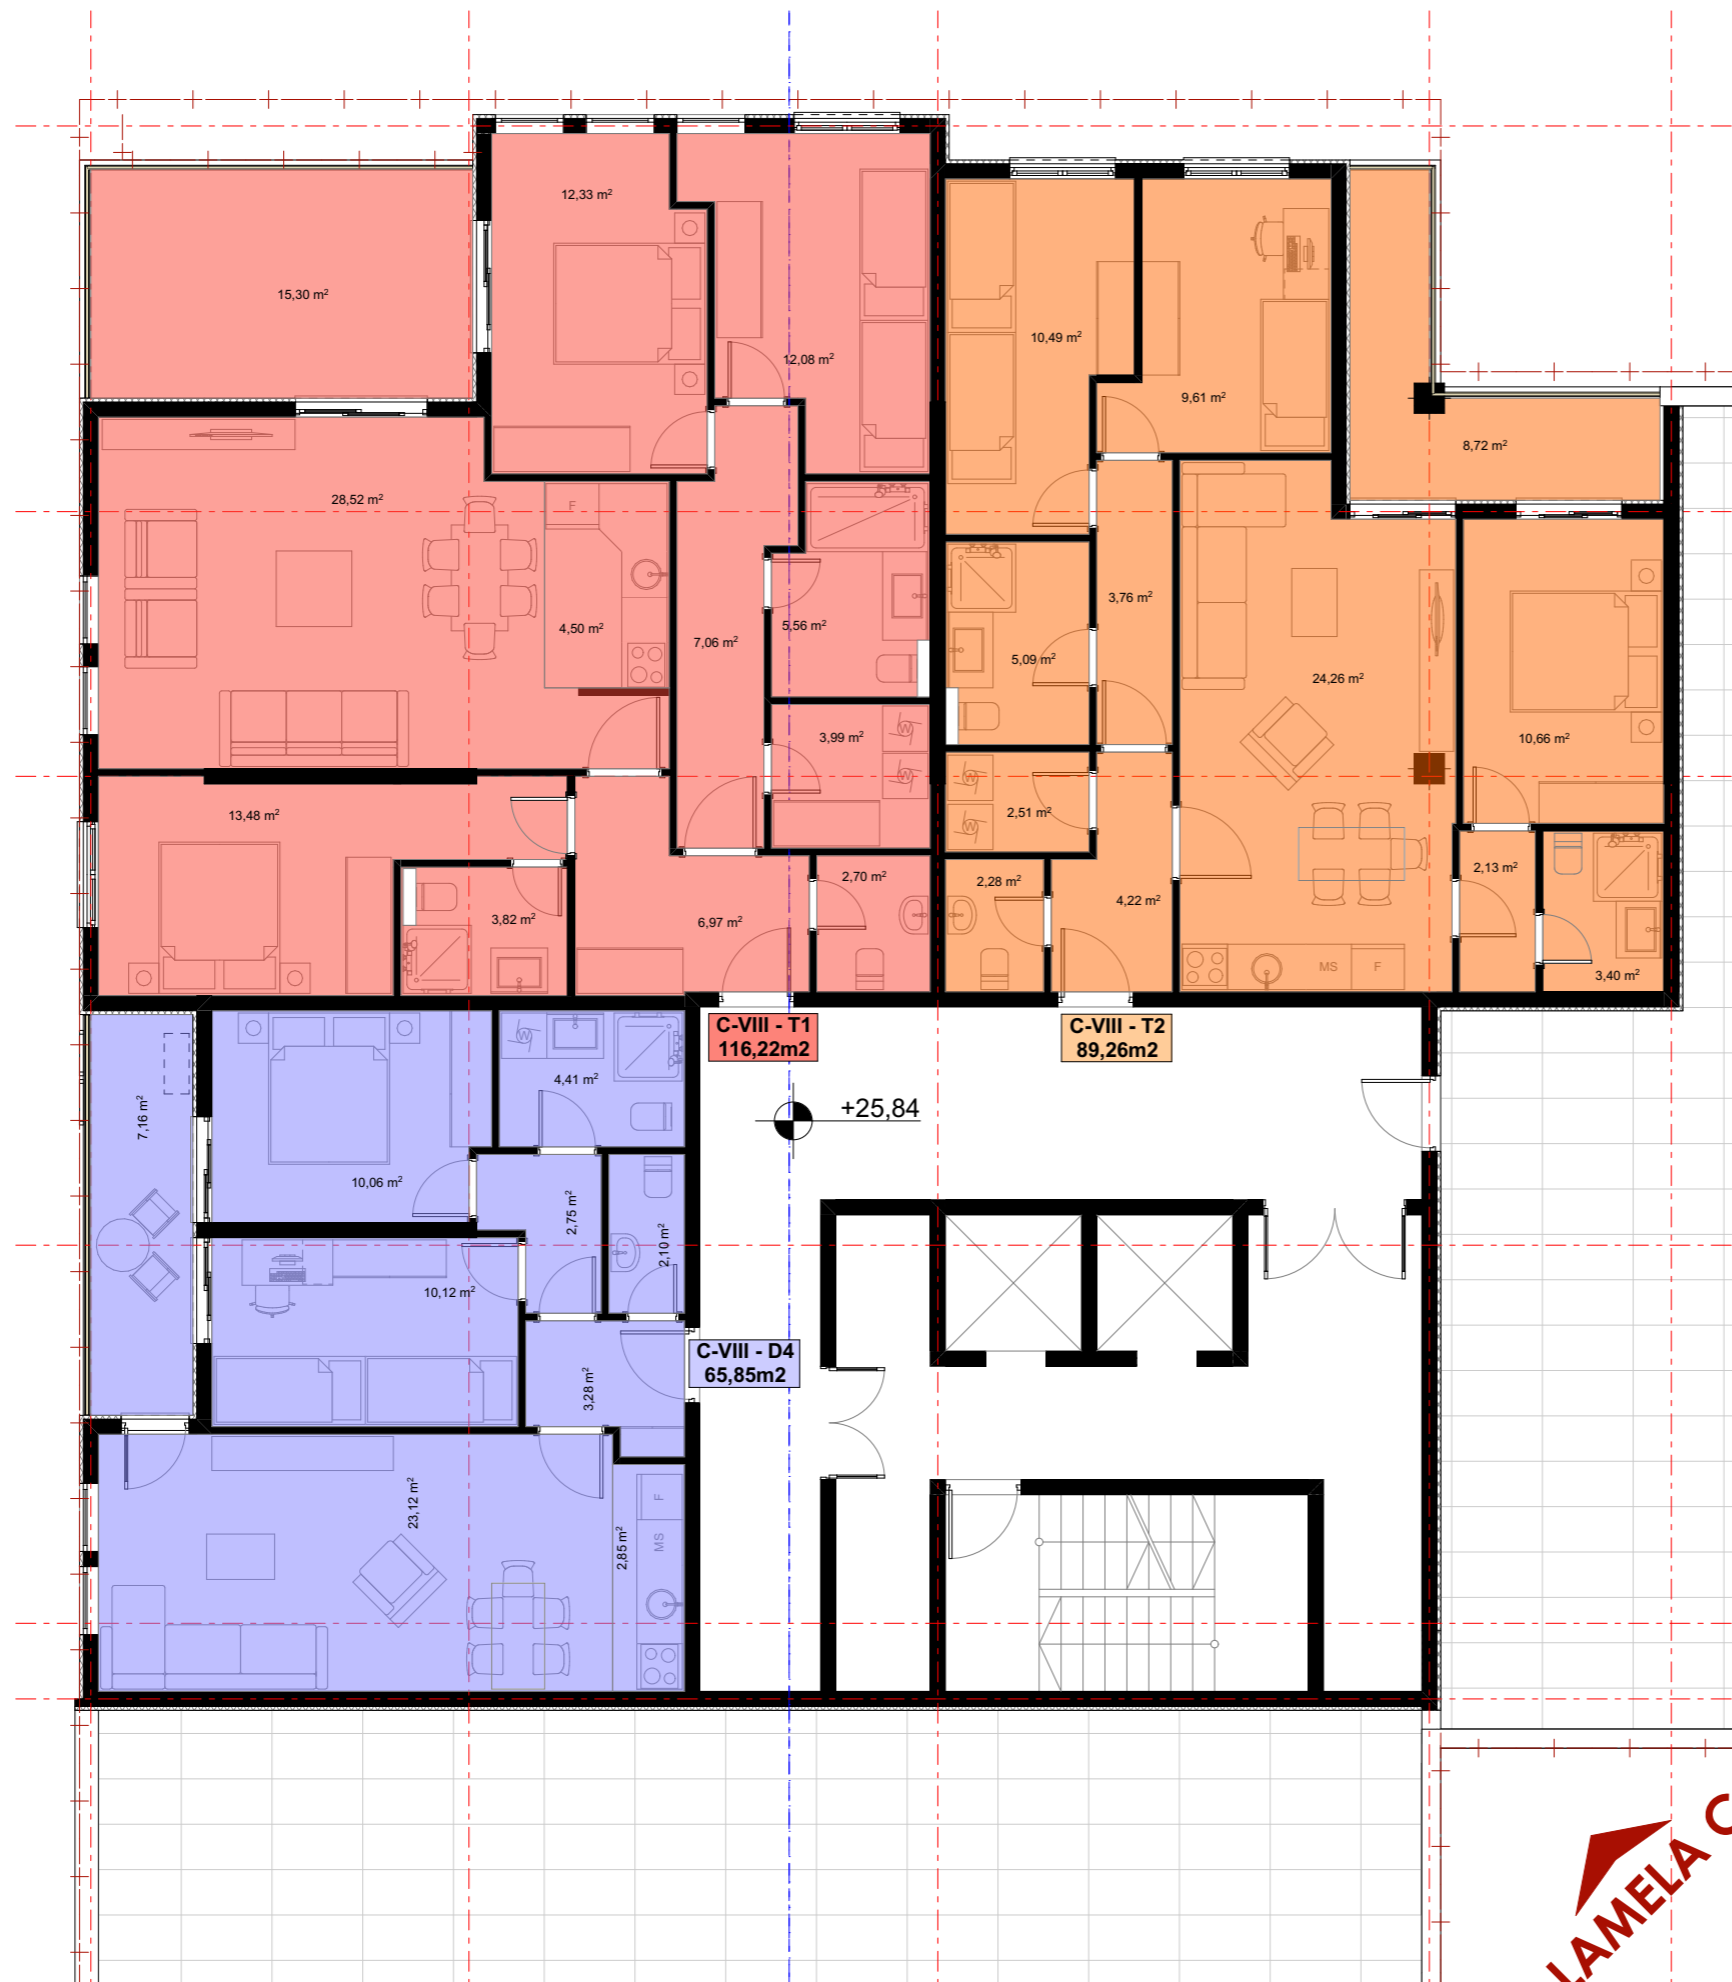 12,33 m²
15,30 m²
12,08 m²
10,49 m²
9,61 m²
8,72 m²
28,52 m²
F
4,50 m²
7,06 m²
5,56 m²
3,76 m²
5,09 m²
24,26 m²
10,66 m²
3,99 m²
W
W
W
W
13,48 m²
2,51 m²
2,70 m²
2,28 m²
2,13 m²
3,82 m²
6,97 m²
4,22 m²
MS
F
3,40 m²
C-VIII - T1
116,22m2
C-VIII - T2
89,26m2
W
4,41 m²
7,16 m²
+25,84
10,06 m²
2,75 m²
2,10 m²
10,12 m²
C-VIII - D4
65,85m2
3,28 m²
23,12 m²
F
MS
2,85 m²
LAMELA C